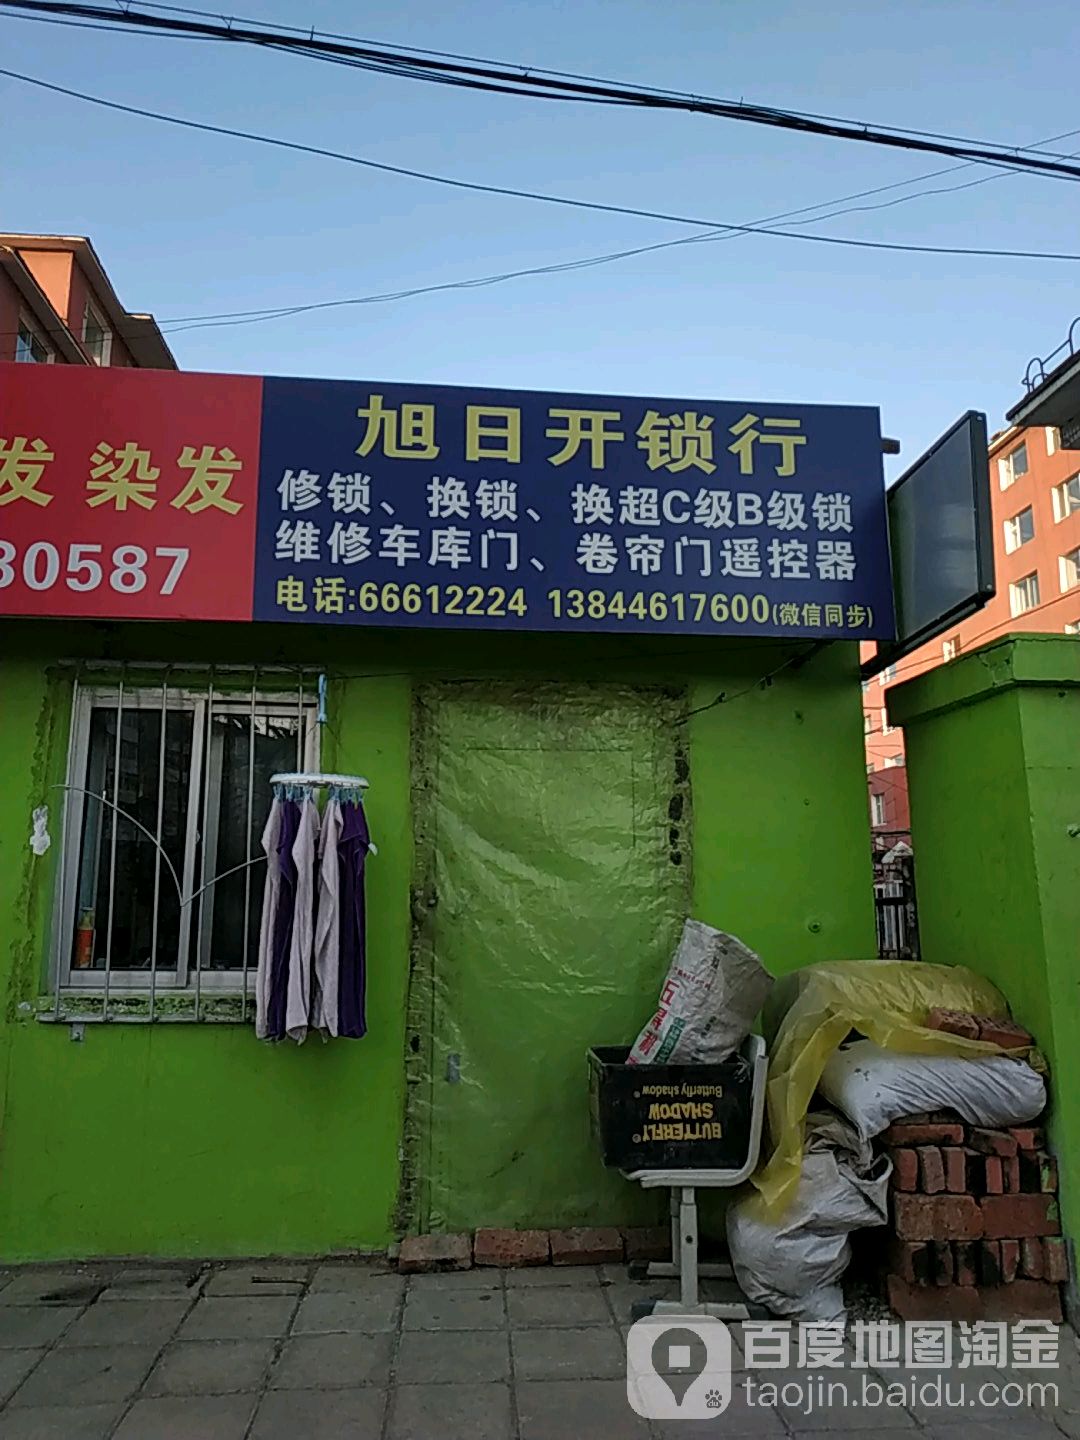 发 染发
80587
旭日开锁行
修锁、换锁、换超C级B级锁
维修车库门、卷帘门遥控器
电话:66612224 13844617600(微信同步)
BUTTERFLY®
SHADOW
Butterfly shadow®
百度地图淘金
taojin.baidu.com